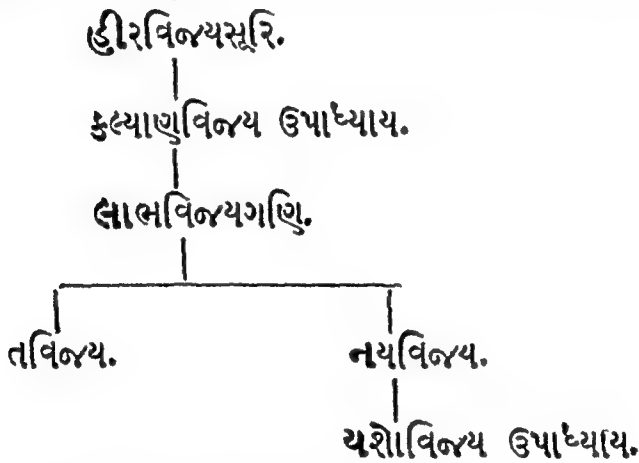 હીરવિજયસૂરિ.
કલ્યાણવિજય ઉપાધ્યાય.
લાભવિજયગણિ.
તવિજય. નયવિજય.
યશોવિજય ઉપાધ્યાય.